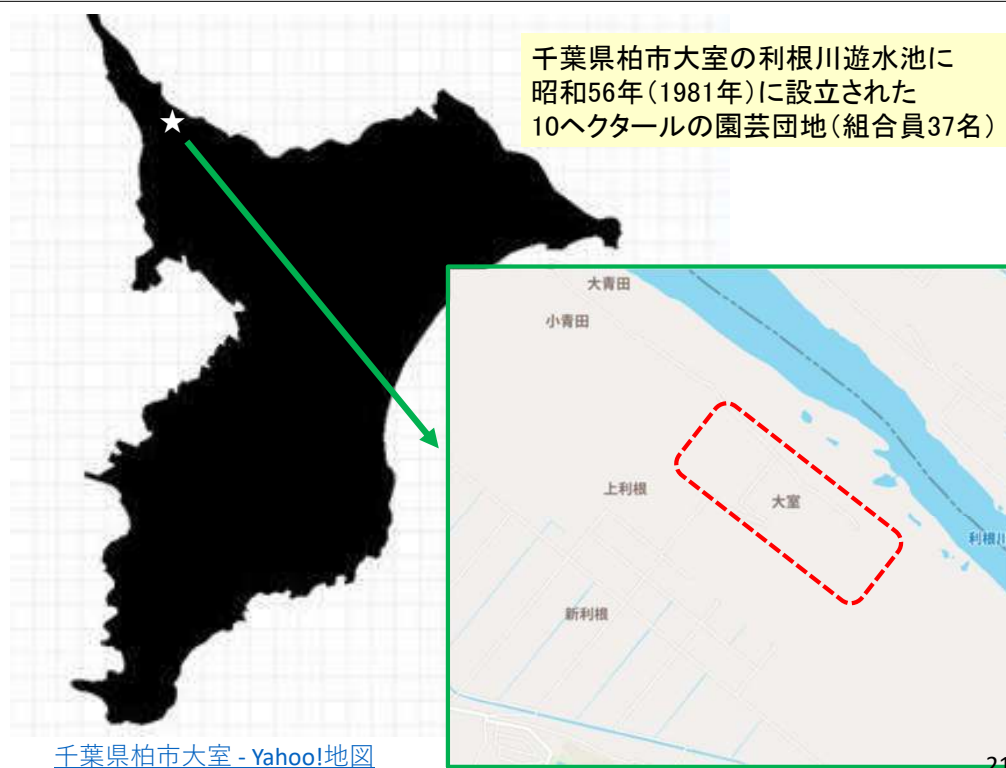 千葉県柏市大室の利根川遊水池に
昭和56年(1981年)に設立された
10ヘクタールの園芸団地(組合員37名)
大青田
小青田
上利根
大室
利根川
新利根
千葉県柏市大室 - Yahoo!地図
21